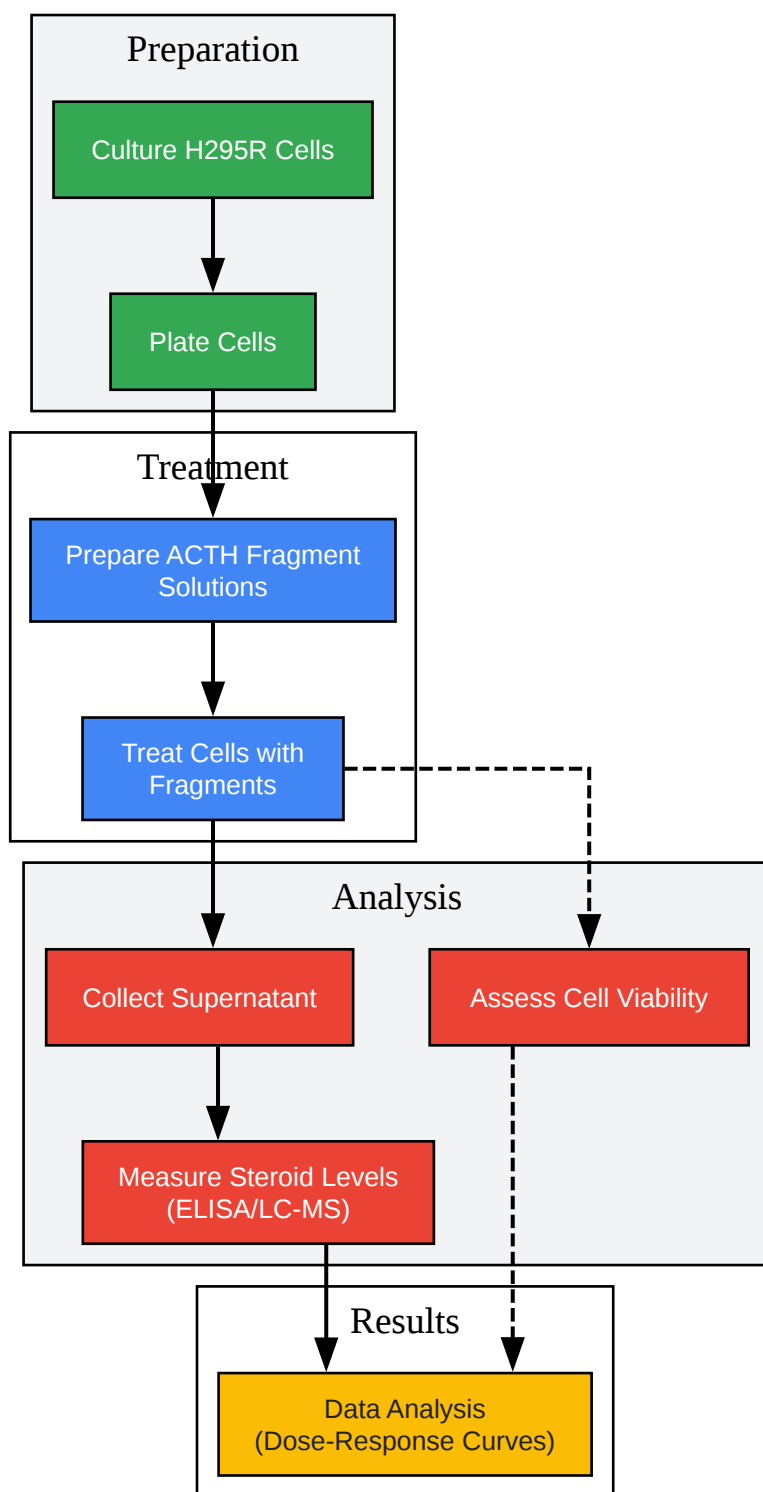 Preparation
Culture H295R Cells
Plate Cells
Treatment
Prepare ACTH Fragment
Solutions
Treat Cells with
Fragments
Analysis
Collect Supernatant
Assess Cell Viability
Measure Steroid Levels
(ELISA/LC-MS)
Results
Data Analysis
(Dose-Response Curves)